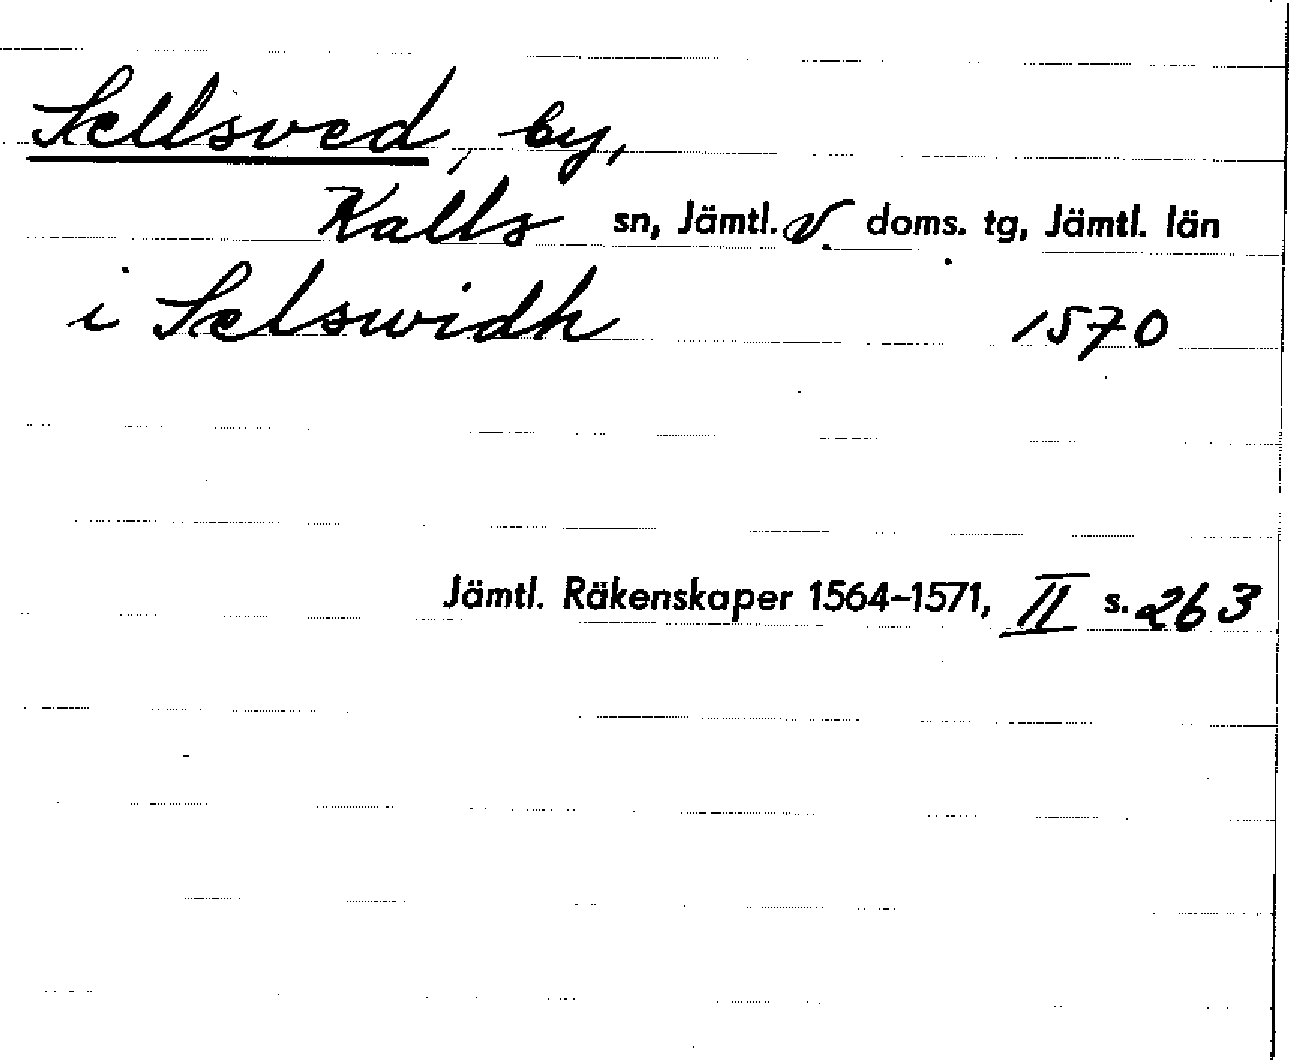 Sellsved, by,
Kalls sn, Jämtl. V. doms. tg, Jämtl. län
i Selswidh 1570
Jämtl. Räkenskaper 1564-1571, II s. 263